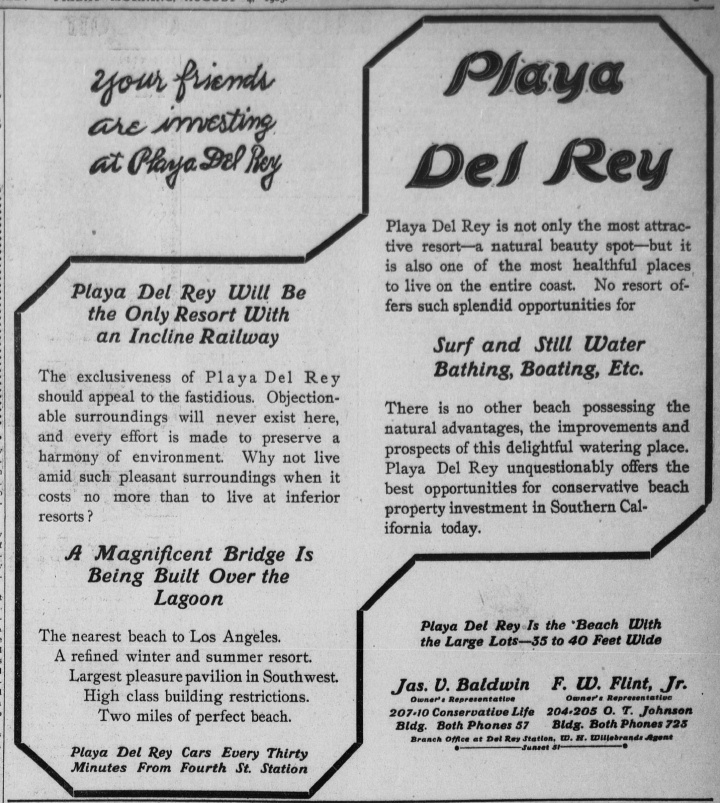 Your friends
are investing
at Playa Del Rey
Playa
Del Rey
Playa Del Rey is not only the most attrac-
tive resort—a natural beauty spot—but it
is also one of the most healthful places
to live on the entire coast. No resort of-
fers such splendid opportunities for
Surf and Still Water
Bathing, Boating, Etc.
There is no other beach possessing the
natural advantages, the improvements and
prospects of this delightful watering place.
Playa Del Rey unquestionably offers the
best opportunities for conservative beach
property investment in Southern Cal-
ifornia today.
Playa Del Rey Will Be
the Only Resort With
an Incline Railway
The exclusiveness of Playa Del Rey
should appeal to the fastidious. Objection-
able surroundings will never exist here,
and every effort is made to preserve a
harmony of environment. Why not live
amid such pleasant surroundings when it
costs no more than to live at inferior
resorts?
A Magnificent Bridge Is
Being Built Over the
Lagoon
The nearest beach to Los Angeles.
A refined winter and summer resort.
Largest pleasure pavilion in Southwest.
High class building restrictions.
Two miles of perfect beach.
Playa Del Rey Cars Every Thirty
Minutes From Fourth St. Station
Playa Del Rey Is the Beach With
the Large Lots—35 to 40 Feet Wide
Jas. V. Baldwin
Owner's Representative
207-10 Conservative Life
Bldg. Both Phones 57
F. W. Flint, Jr.
Owner's Representative
204-205 O. T. Johnson
Bldg. Both Phones 725
Branch Office at Del Rey Station, W. H. Willebrands Agent
Sunset 51